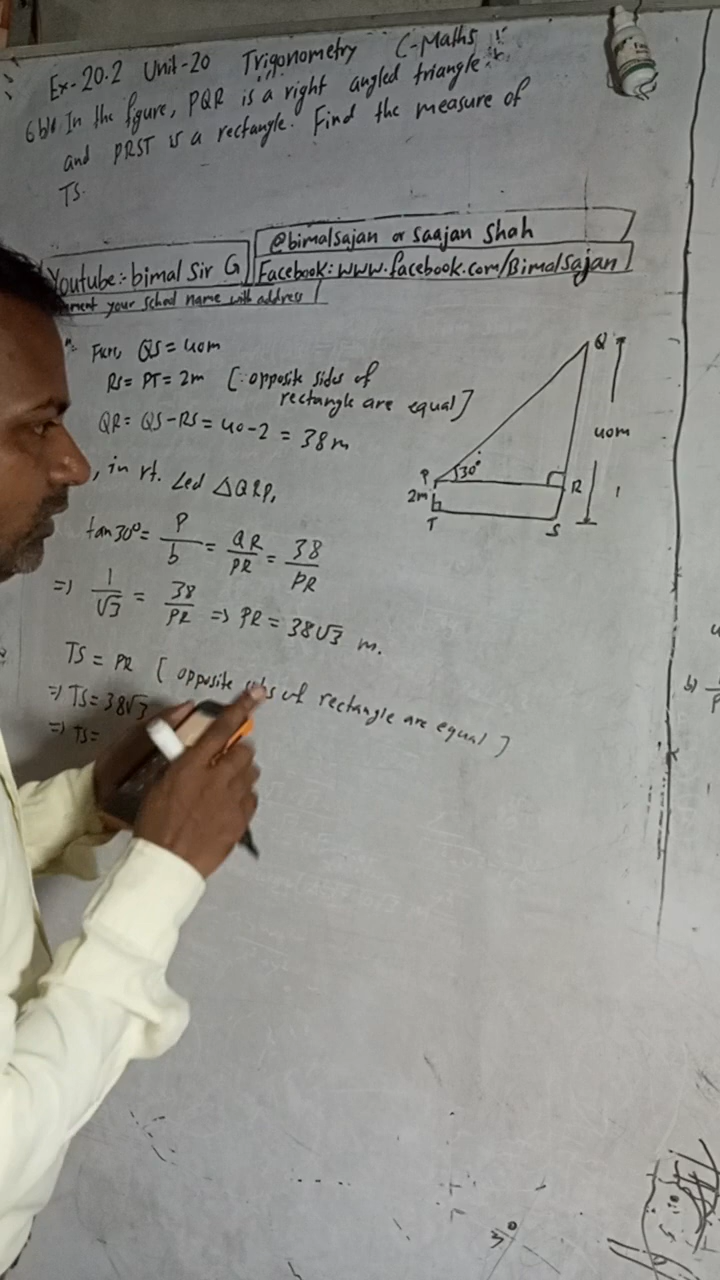 Ex-20.2 Unit-20 Trigonometry C-Maths
6b. In the figure, PQR is a right angled triangle
and PRST is a rectangle. Find the measure of
TS.
@bimalsajan or Saajan Shah
Youtube:- bimal Sir G
Facebook: www.facebook.com/Bimalsajan
your school name with address
QS = 40m
RS = PT = 2m [∵ opposite sides of
rectangle are equal]
QR = QS-RS = 40-2 = 38m
, in rt. ∠ed ΔQRP,
tan30° = P/b = QR/PR = 38/PR
=> 1/√3 = 38/PR => PR = 38√3 m.
TS = PR [opposite of rectangle are equal]
=> TS = 38√3
=> TS =
Q
40m
P 30°
R
2m
T
S
b)